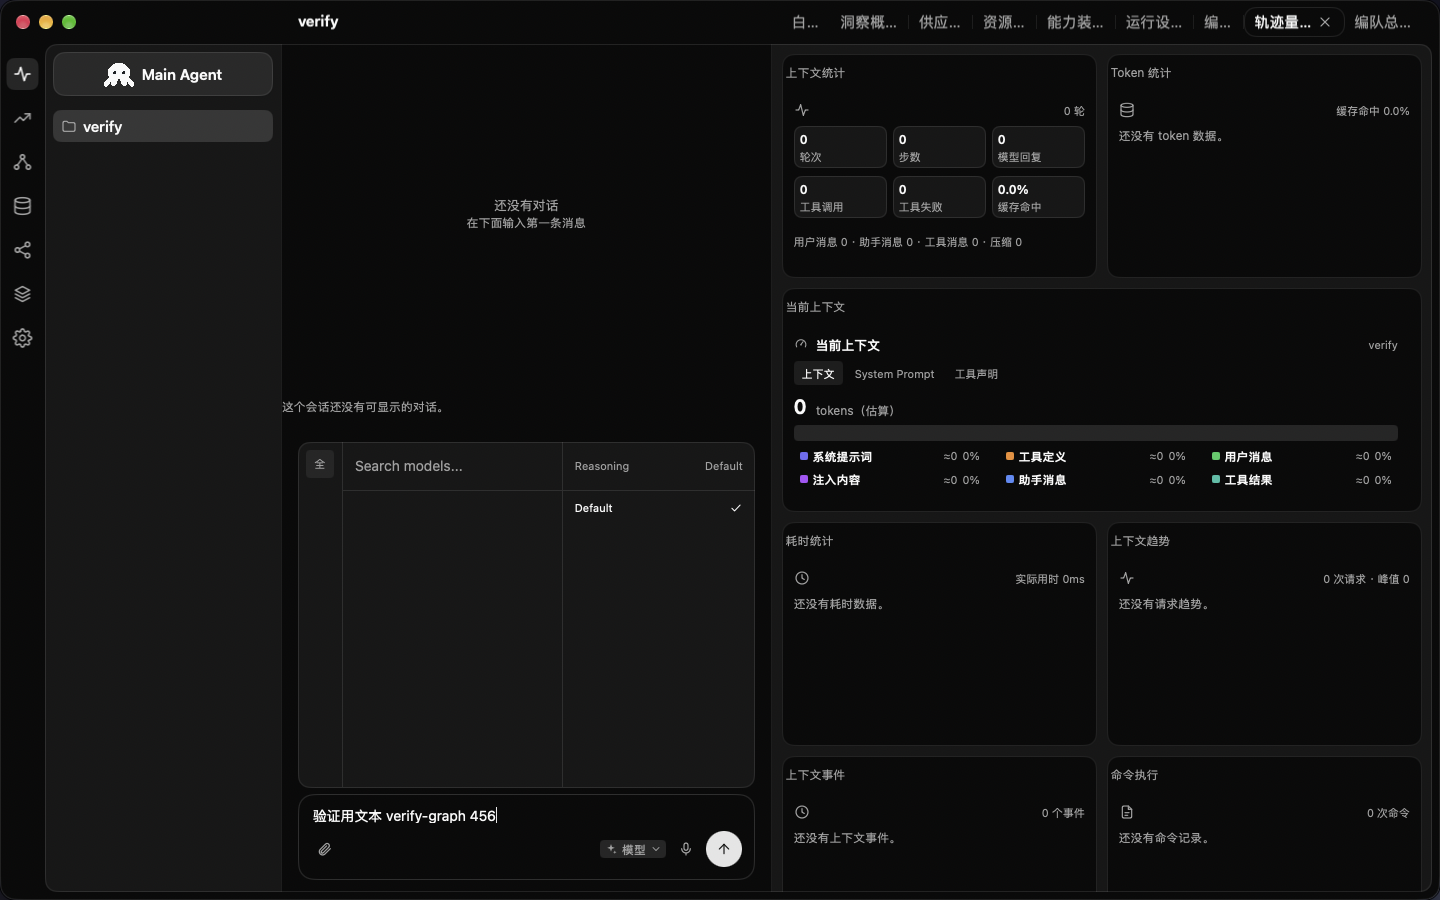 verify
白...
洞察概...
供应...
资源...
能力装...
运行设...
编...
轨迹量...
编队总...
Main Agent
verify
还没有对话
在下面输入第一条消息
这个会话还没有可显示的对话。
全
Search models...
Reasoning
Default
Default
验证用文本 verify-graph 456
模型
上下文统计
0 轮
0
轮次
0
步数
0
模型回复
0
工具调用
0
工具失败
0.0%
缓存命中
用户消息 0 · 助手消息 0 · 工具消息 0 · 压缩 0
Token 统计
缓存命中 0.0%
还没有 token 数据。
当前上下文
当前上下文
verify
上下文
System Prompt
工具声明
0 tokens（估算）
系统提示词 ≈0 0%
工具定义 ≈0 0%
用户消息 ≈0 0%
注入内容 ≈0 0%
助手消息 ≈0 0%
工具结果 ≈0 0%
耗时统计
实际用时 0ms
还没有耗时数据。
上下文趋势
0 次请求 · 峰值 0
还没有请求趋势。
上下文事件
0 个事件
还没有上下文事件。
命令执行
0 次命令
还没有命令记录。